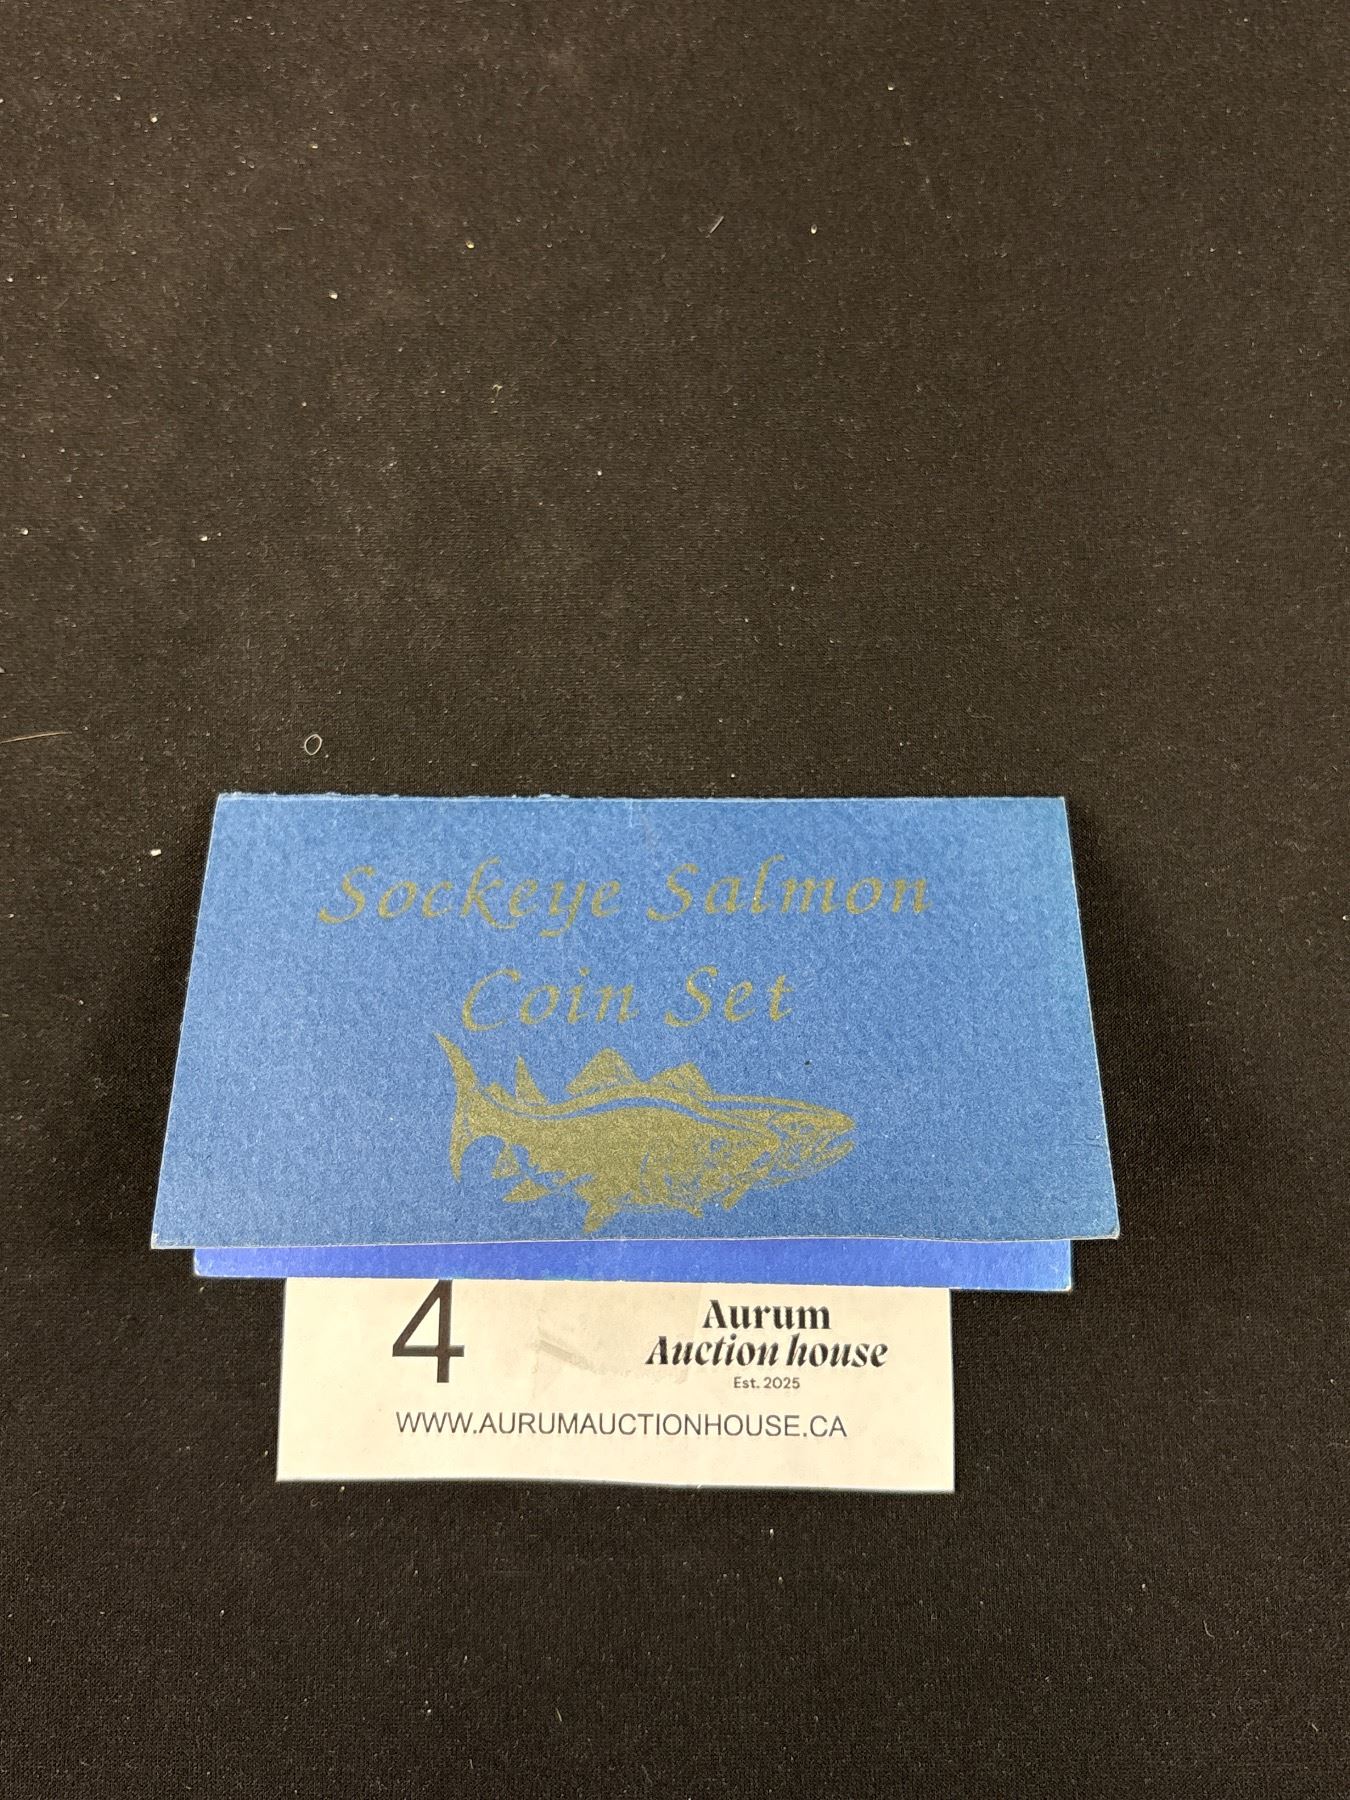 Sockeye Salmon
Coin Set
4
Aurum
Auction house
Est. 2025
WWW.AURUMAUCTIONHOUSE.CA